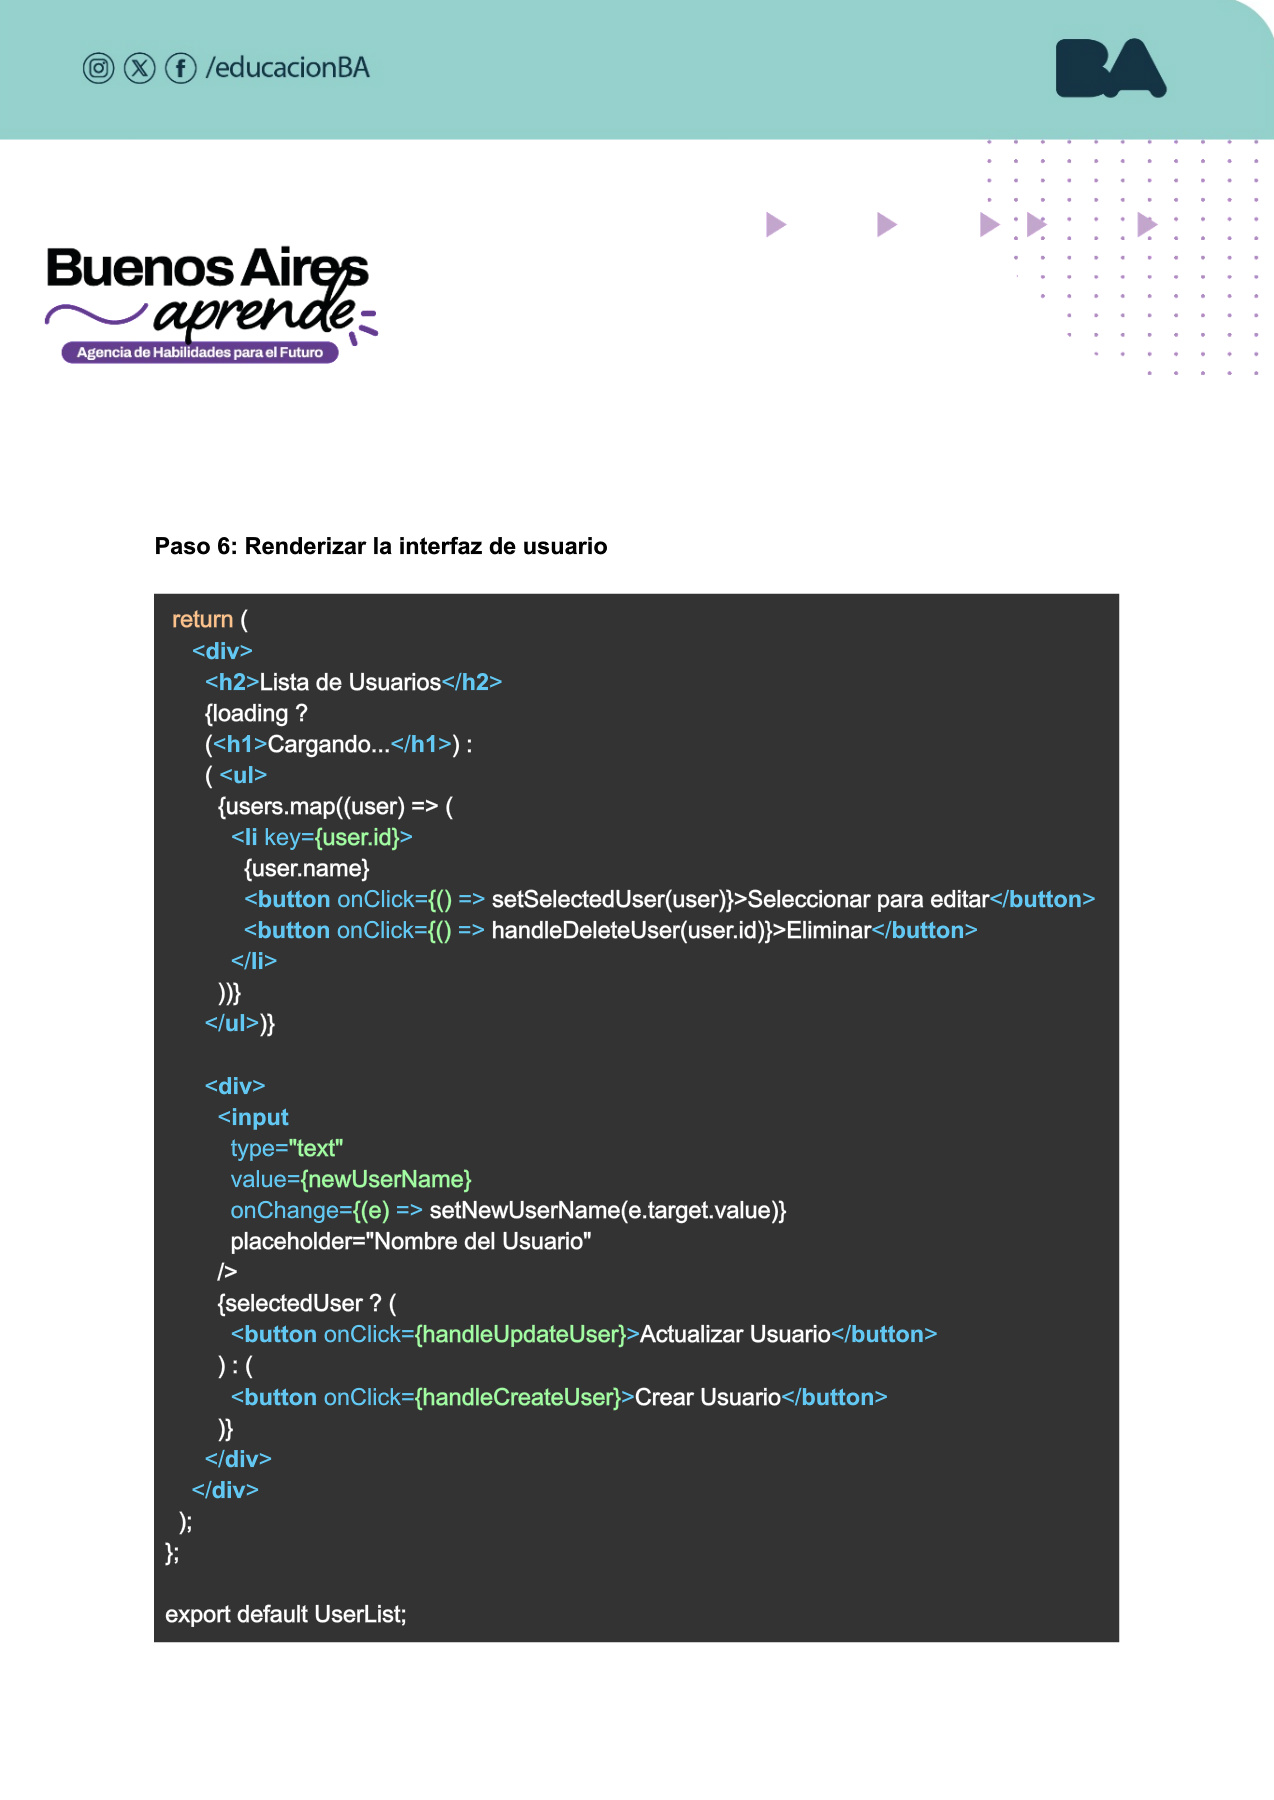 /educacionBA
BA
Buenos Aires
aprende
Agencia de Habilidades para el Futuro
Paso 6: Renderizar la interfaz de usuario
return (
<div>
<h2>Lista de Usuarios</h2>
{loading ?
(<h1>Cargando...</h1>) :
( <ul>
{users.map((user) => (
<li key={user.id}>
{user.name}
<button onClick={() => setSelectedUser(user)}>Seleccionar para editar</button>
<button onClick={() => handleDeleteUser(user.id)}>Eliminar</button>
</li>
))}
</ul>)}
<div>
<input
type="text"
value={newUserName}
onChange={(e) => setNewUserName(e.target.value)}
placeholder="Nombre del Usuario"
/>
{selectedUser ? (
<button onClick={handleUpdateUser}>Actualizar Usuario</button>
) : (
<button onClick={handleCreateUser}>Crear Usuario</button>
)}
</div>
</div>
);
};
export default UserList;